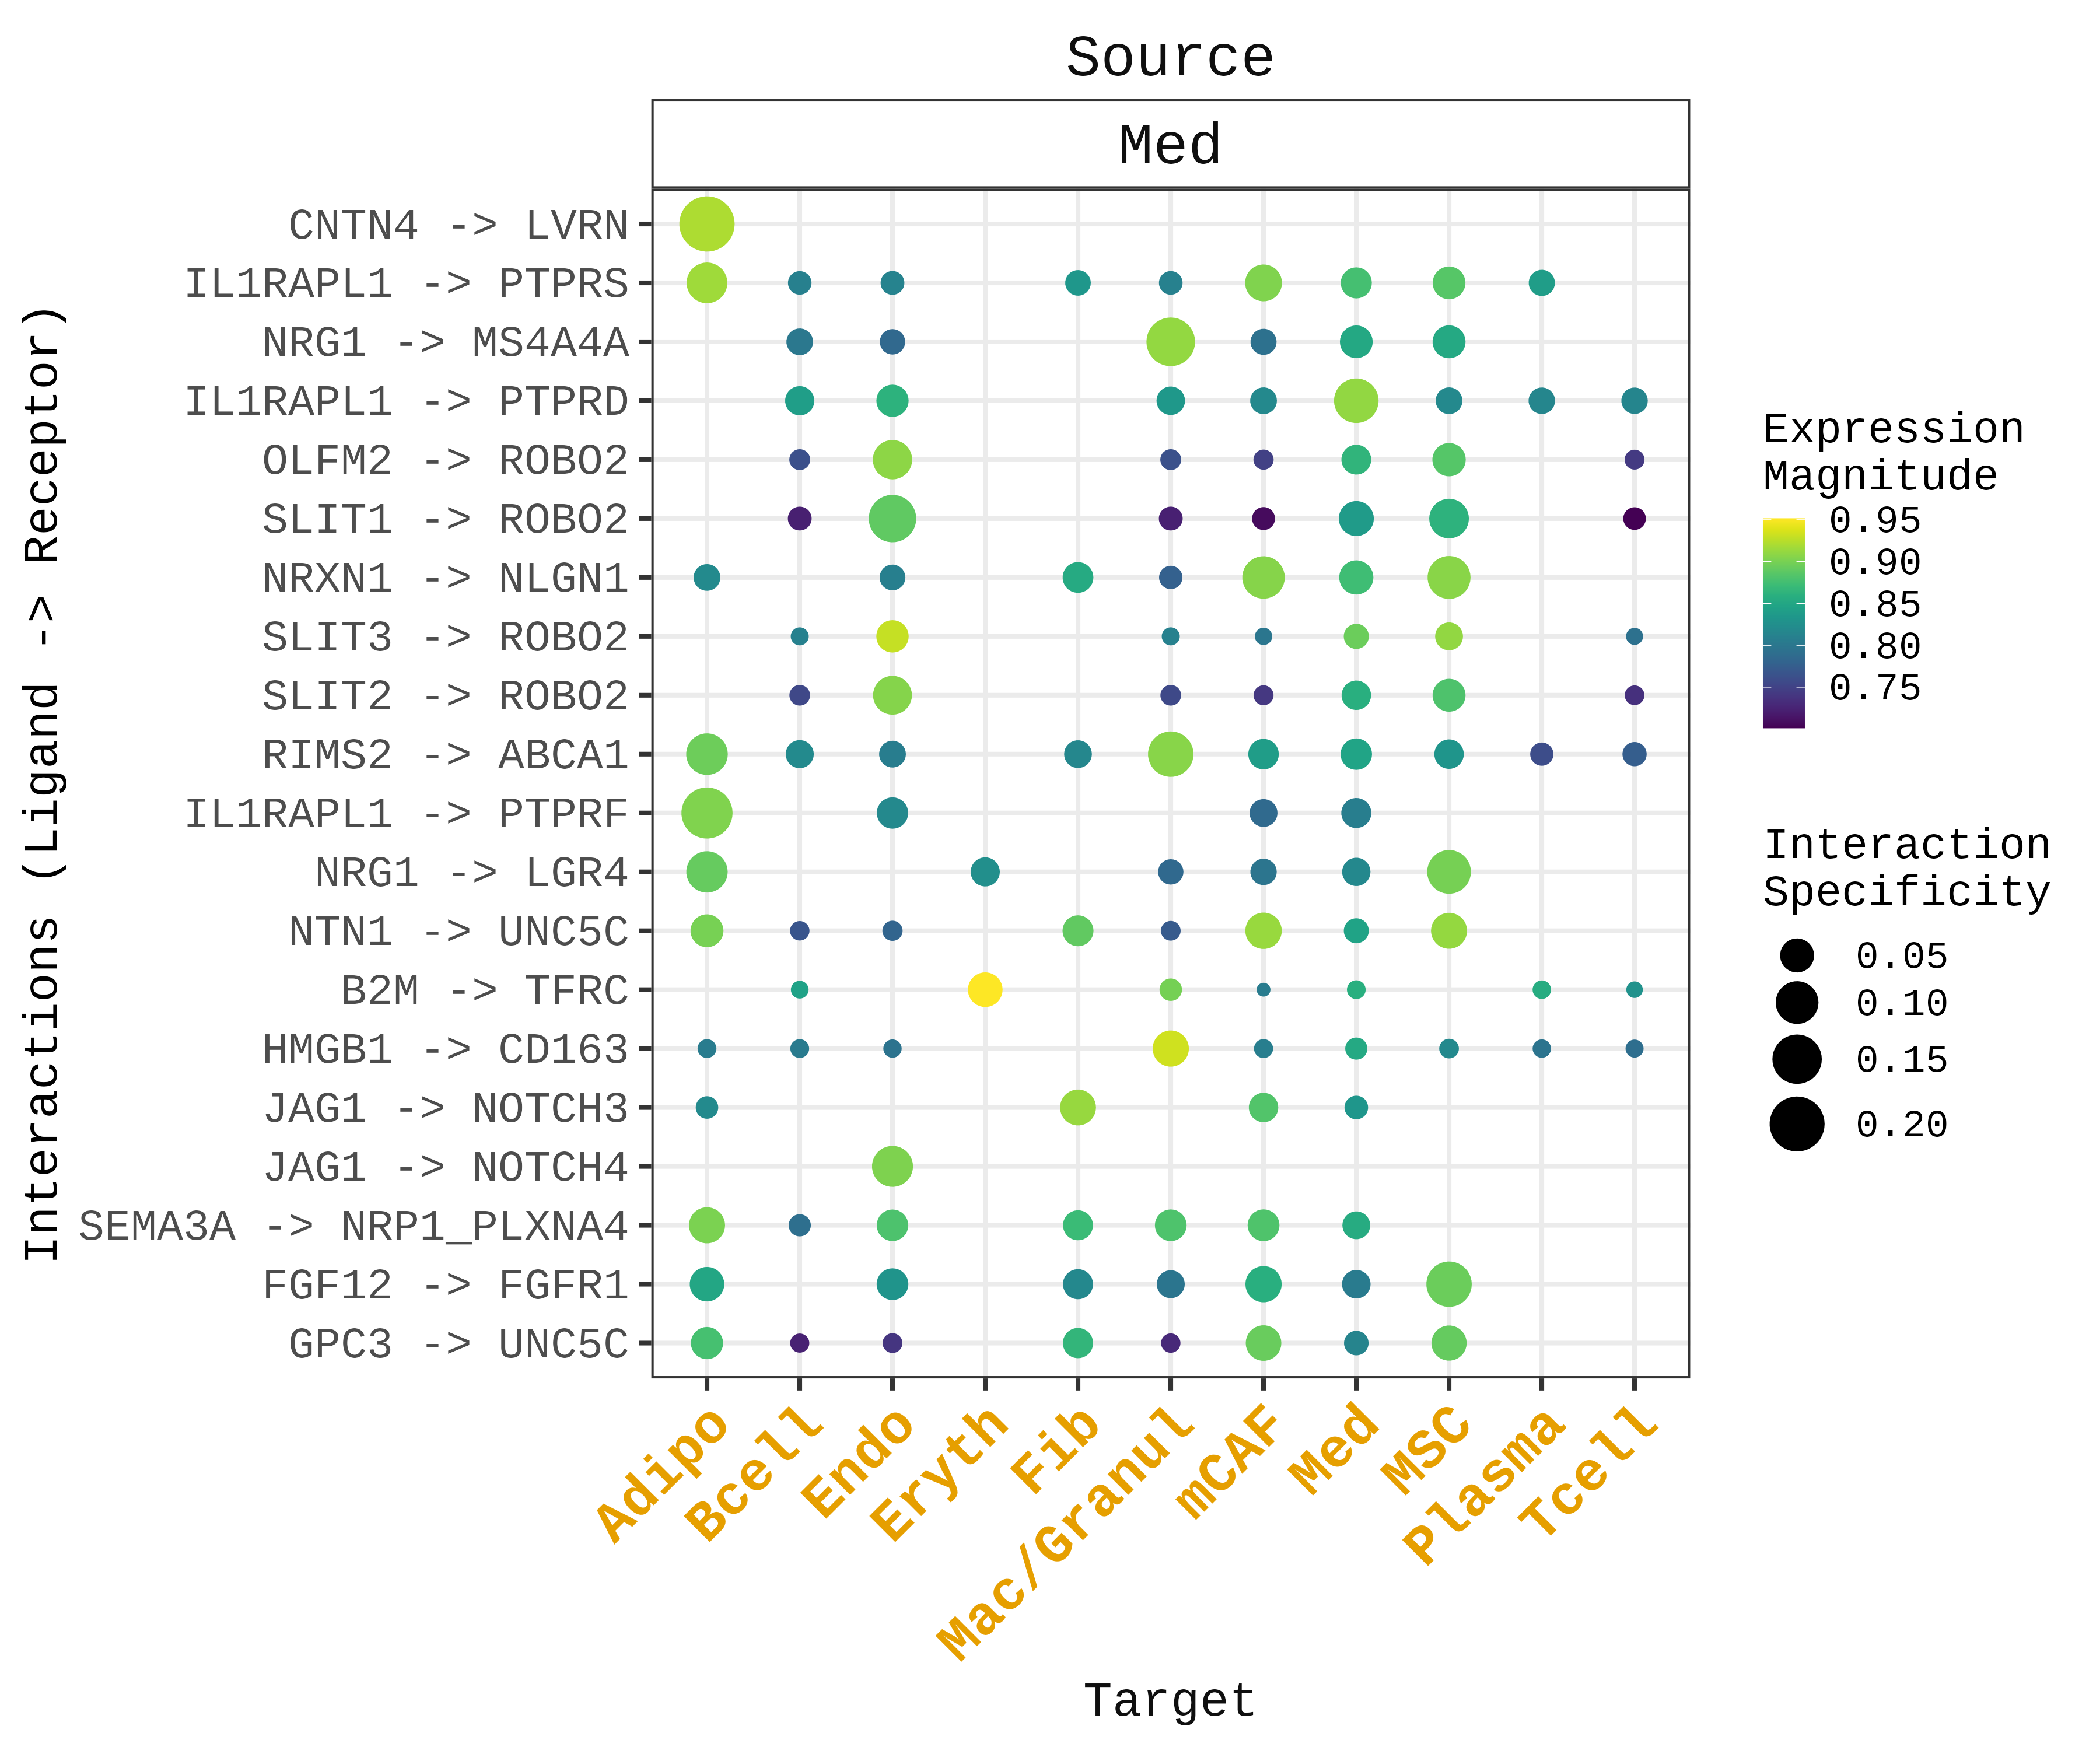 Source
Med
Interactions (Ligand -> Receptor)
CNTN4 -> LVRN
IL1RAPL1 -> PTPRS
NRG1 -> MS4A4A
IL1RAPL1 -> PTPRD
OLFM2 -> ROBO2
SLIT1 -> ROBO2
NRXN1 -> NLGN1
SLIT3 -> ROBO2
SLIT2 -> ROBO2
RIMS2 -> ABCA1
IL1RAPL1 -> PTPRF
NRG1 -> LGR4
NTN1 -> UNC5C
B2M -> TFRC
HMGB1 -> CD163
JAG1 -> NOTCH3
JAG1 -> NOTCH4
SEMA3A -> NRP1_PLXNA4
FGF12 -> FGFR1
GPC3 -> UNC5C
Adipo
Bcell
Endo
Eryth
Fib
Mac/Granul
mCAF
Med
MSC
Plasma
Tcell
Target
Expression
Magnitude
0.95
0.90
0.85
0.80
0.75
Interaction
Specificity
0.05
0.10
0.15
0.20